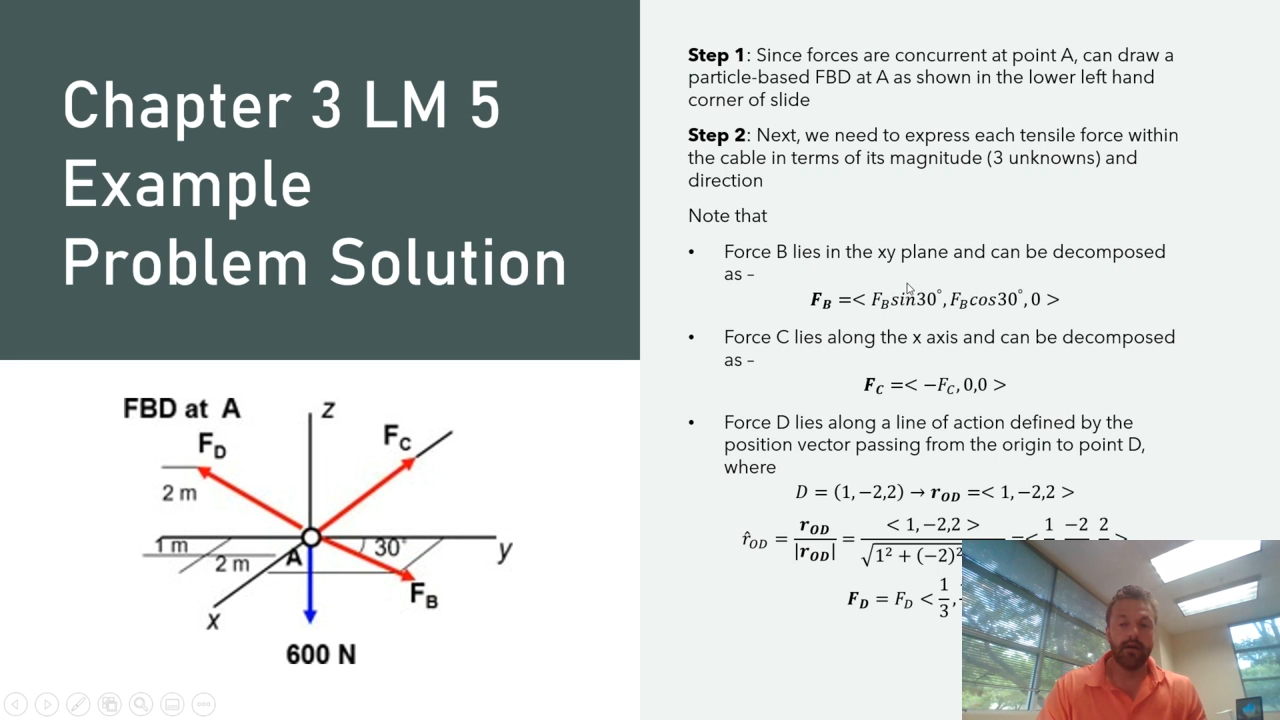 Chapter 3 LM 5
Example
Problem Solution
FBD at A
z
F_D
F_C
2 m
1 m
2 m
A
30°
y
x
F_B
600 N
Step 1: Since forces are concurrent at point A, can draw a
particle-based FBD at A as shown in the lower left hand
corner of slide
Step 2: Next, we need to express each tensile force within
the cable in terms of its magnitude (3 unknowns) and
direction
Note that
• Force B lies in the xy plane and can be decomposed
as –
F_B =< F_B sin30°, F_B cos30°, 0 >
• Force C lies along the x axis and can be decomposed
as –
F_C =< −F_C, 0,0 >
• Force D lies along a line of action defined by the
position vector passing from the origin to point D,
where
D = (1, −2,2) → r_OD =< 1, −2,2 >
r̂_OD = r_OD / |r_OD| = < 1, −2,2 > / √1² + (−2)² =< 1 −2 2 >
F_D = F_D < 1/3,